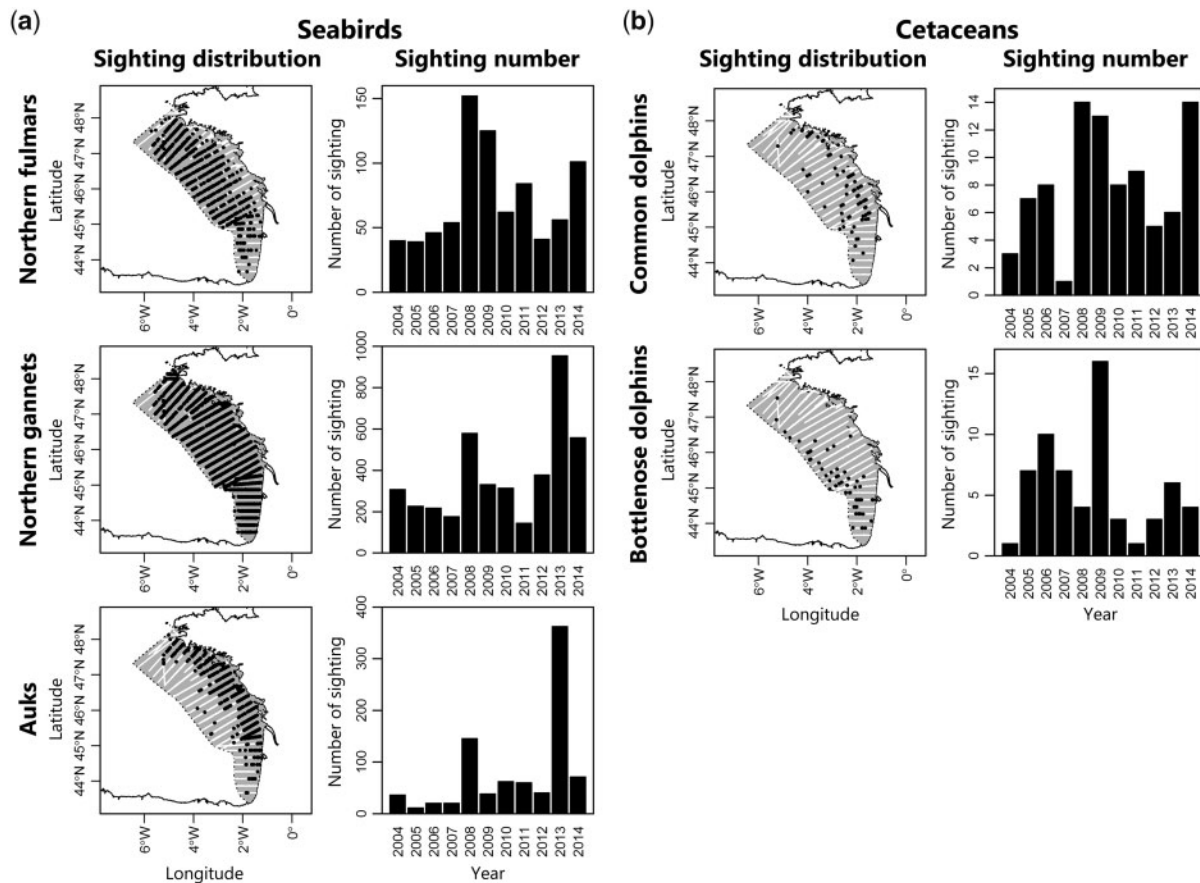 (a)
Seabirds
Sighting distribution
Sighting number
Northern fulmars
Latitude
44°N 45°N 46°N 47°N 48°N
6°W
4°W
2°W
0°
Number of sighting
0
50
100
150
2004
2005
2006
2007
2008
2009
2010
2011
2012
2013
2014
Northern gannets
Latitude
44°N 45°N 46°N 47°N 48°N
6°W
4°W
2°W
0°
Number of sighting
0
200
400
600
800
1000
2004
2005
2006
2007
2008
2009
2010
2011
2012
2013
2014
Auks
Latitude
44°N 45°N 46°N 47°N 48°N
6°W
4°W
2°W
0°
Longitude
Number of sighting
0
100
200
300
400
2004
2005
2006
2007
2008
2009
2010
2011
2012
2013
2014
Year
(b)
Cetaceans
Sighting distribution
Sighting number
Common dolphins
Latitude
44°N 45°N 46°N 47°N 48°N
6°W
4°W
2°W
0°
Number of sighting
0
2
4
6
8
10
12
14
2004
2005
2006
2007
2008
2009
2010
2011
2012
2013
2014
Bottlenose dolphins
Latitude
44°N 45°N 46°N 47°N 48°N
6°W
4°W
2°W
0°
Longitude
Number of sighting
0
5
10
15
2004
2005
2006
2007
2008
2009
2010
2011
2012
2013
2014
Year